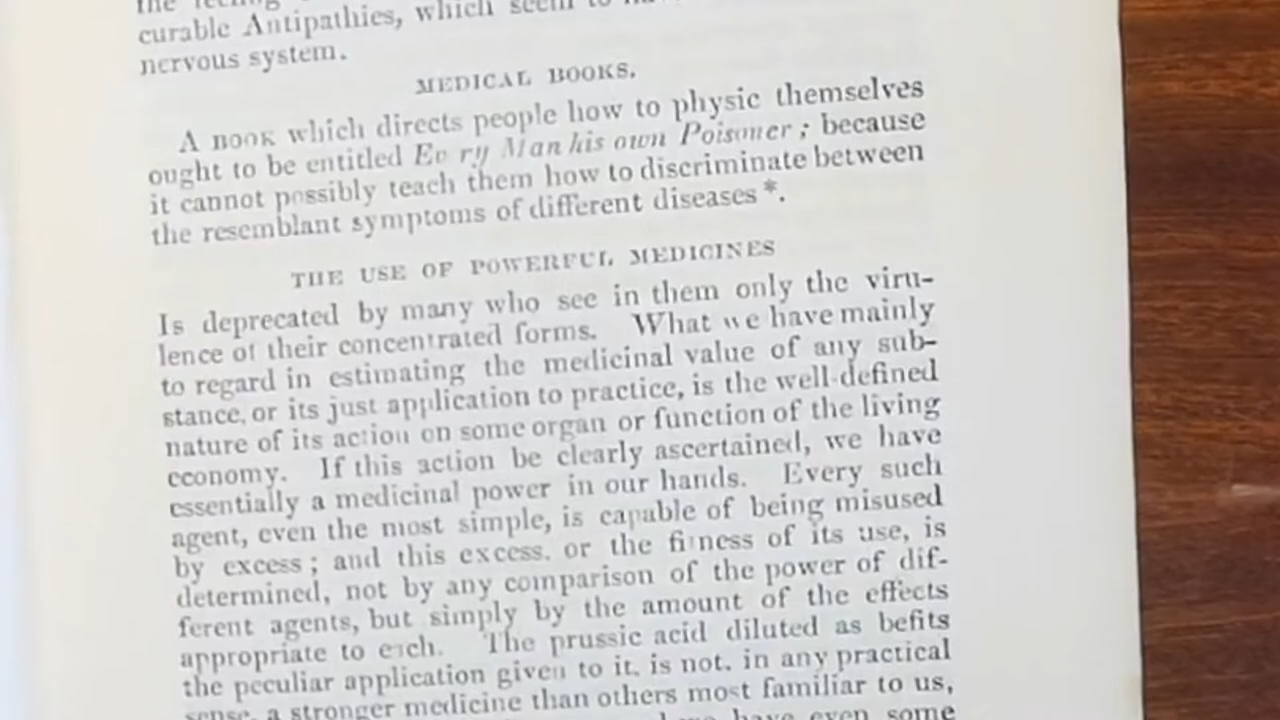 curable Antipathies, which seem to
nervous system.
MEDICAL BOOKS.
A BOOK which directs people how to physic themselves
ought to be entitled Ev ry Man his own Poisoner; because
it cannot possibly teach them how to discriminate between
the resemblant symptoms of different diseases *.
THE USE OF POWERFUL MEDICINES
Is deprecated by many who see in them only the viru-
lence of their concentrated forms. What we have mainly
to regard in estimating the medicinal value of any sub-
stance, or its just application to practice, is the well-defined
nature of its action on some organ or function of the living
economy. If this action be clearly ascertained, we have
essentially a medicinal power in our hands. Every such
agent, even the most simple, is capable of being misused
by excess; and this excess, or the fitness of its use, is
determined, not by any comparison of the power of dif-
ferent agents, but simply by the amount of the effects
appropriate to each. The prussic acid diluted as befits
the peculiar application given to it, is not, in any practical
sense, a stronger medicine than others most familiar to us,
have even some